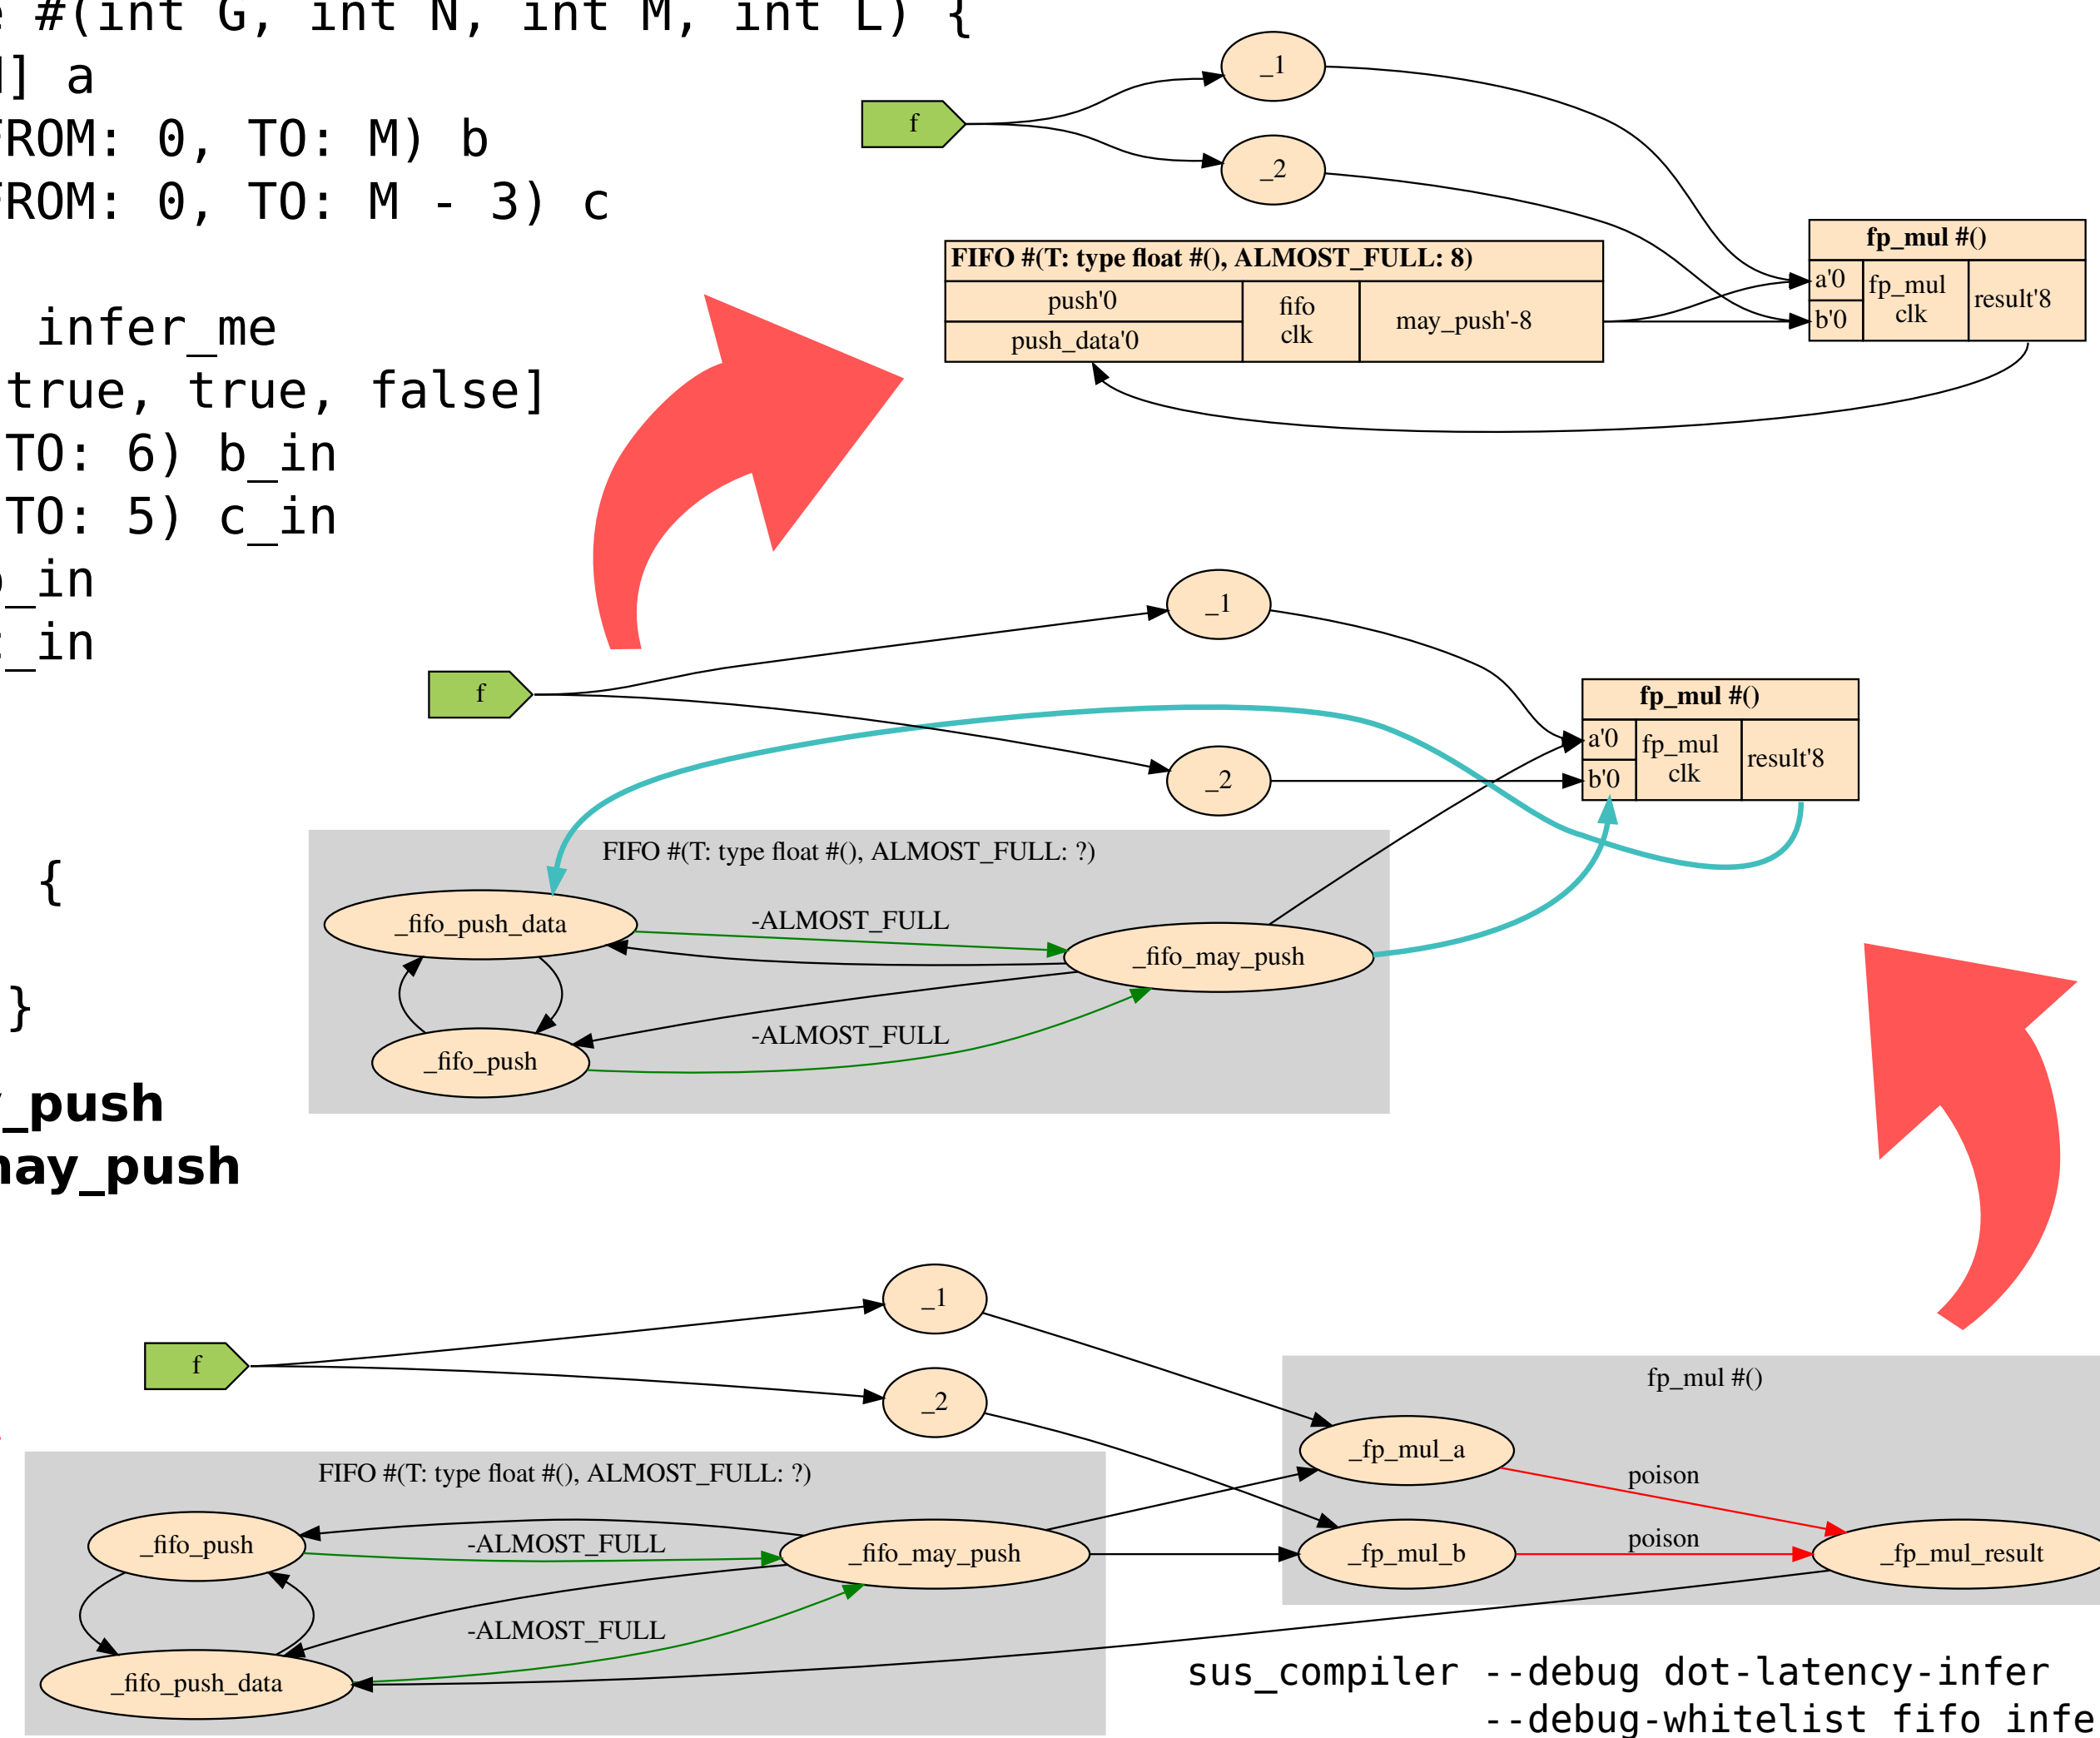 #(int G, int N, int M, int L) {
] a
FROM: 0, TO: M) b
FROM: 0, TO: M - 3) c
infer_me
true, true, false]
TO: 6) b_in
TO: 5) c_in
_in
_in
{
}
_push
may_push
f
_1
_2
FIFO #(T: type float #(), ALMOST_FULL: 8)
push'0
push_data'0
fifo
clk
may_push'-8
fp_mul #()
a'0
b'0
fp_mul
clk
result'8
f
_1
_2
fp_mul #()
a'0
b'0
fp_mul
clk
result'8
FIFO #(T: type float #(), ALMOST_FULL: ?)
_fifo_push_data
-ALMOST_FULL
_fifo_may_push
-ALMOST_FULL
_fifo_push
f
_1
_2
fp_mul #()
_fp_mul_a
poison
_fp_mul_b
poison
_fp_mul_result
FIFO #(T: type float #(), ALMOST_FULL: ?)
_fifo_push
-ALMOST_FULL
_fifo_may_push
-ALMOST_FULL
_fifo_push_data
sus_compiler --debug dot-latency-infer
--debug-whitelist fifo infe